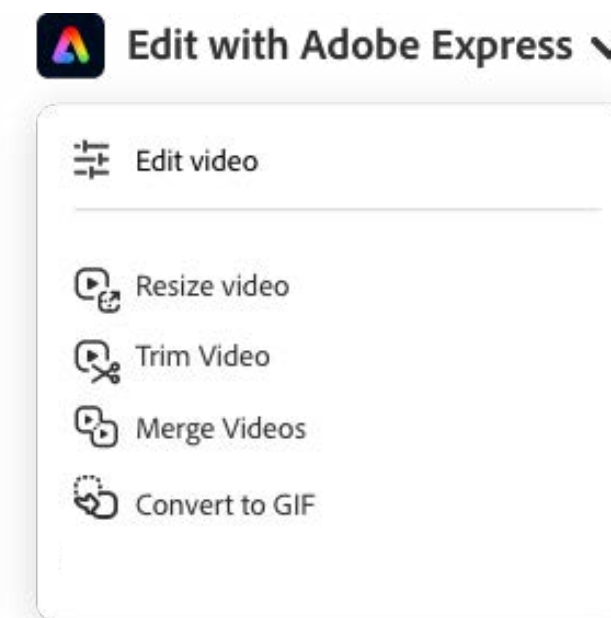 Edit with Adobe Express
Edit video
Resize video
Trim Video
Merge Videos
Convert to GIF